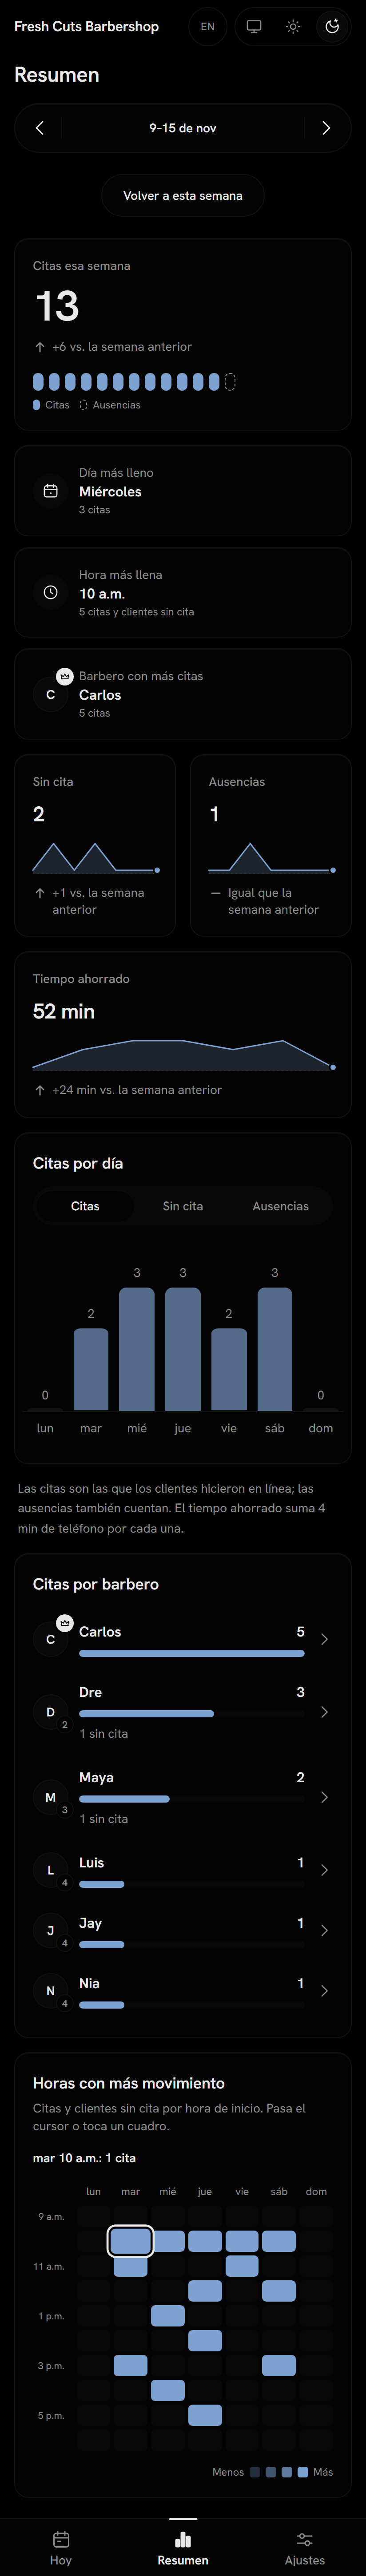 Fresh Cuts Barbershop
EN
Resumen
9–15 de nov
Volver a esta semana
Citas esa semana
13
+6 vs. la semana anterior
Citas
Ausencias
Día más lleno
Miércoles
3 citas
Hora más llena
10 a.m.
5 citas y clientes sin cita
C
Barbero con más citas
Carlos
5 citas
Sin cita
2
+1 vs. la semana
anterior
Ausencias
1
Igual que la
semana anterior
Tiempo ahorrado
52 min
+24 min vs. la semana anterior
Citas por día
Citas
Sin cita
Ausencias
0
2
3
3
2
3
0
lun
mar
mié
jue
vie
sáb
dom
Las citas son las que los clientes hicieron en línea; las
ausencias también cuentan. El tiempo ahorrado suma 4
min de teléfono por cada una.
Citas por barbero
C
Carlos
5
D
2
Dre
3
1 sin cita
M
3
Maya
2
1 sin cita
L
4
Luis
1
J
4
Jay
1
N
4
Nia
1
Horas con más movimiento
Citas y clientes sin cita por hora de inicio. Pasa el
cursor o toca un cuadro.
mar 10 a.m.: 1 cita
lun
mar
mié
jue
vie
sáb
dom
9 a.m.
11 a.m.
1 p.m.
3 p.m.
5 p.m.
Menos
Más
Hoy
Resumen
Ajustes